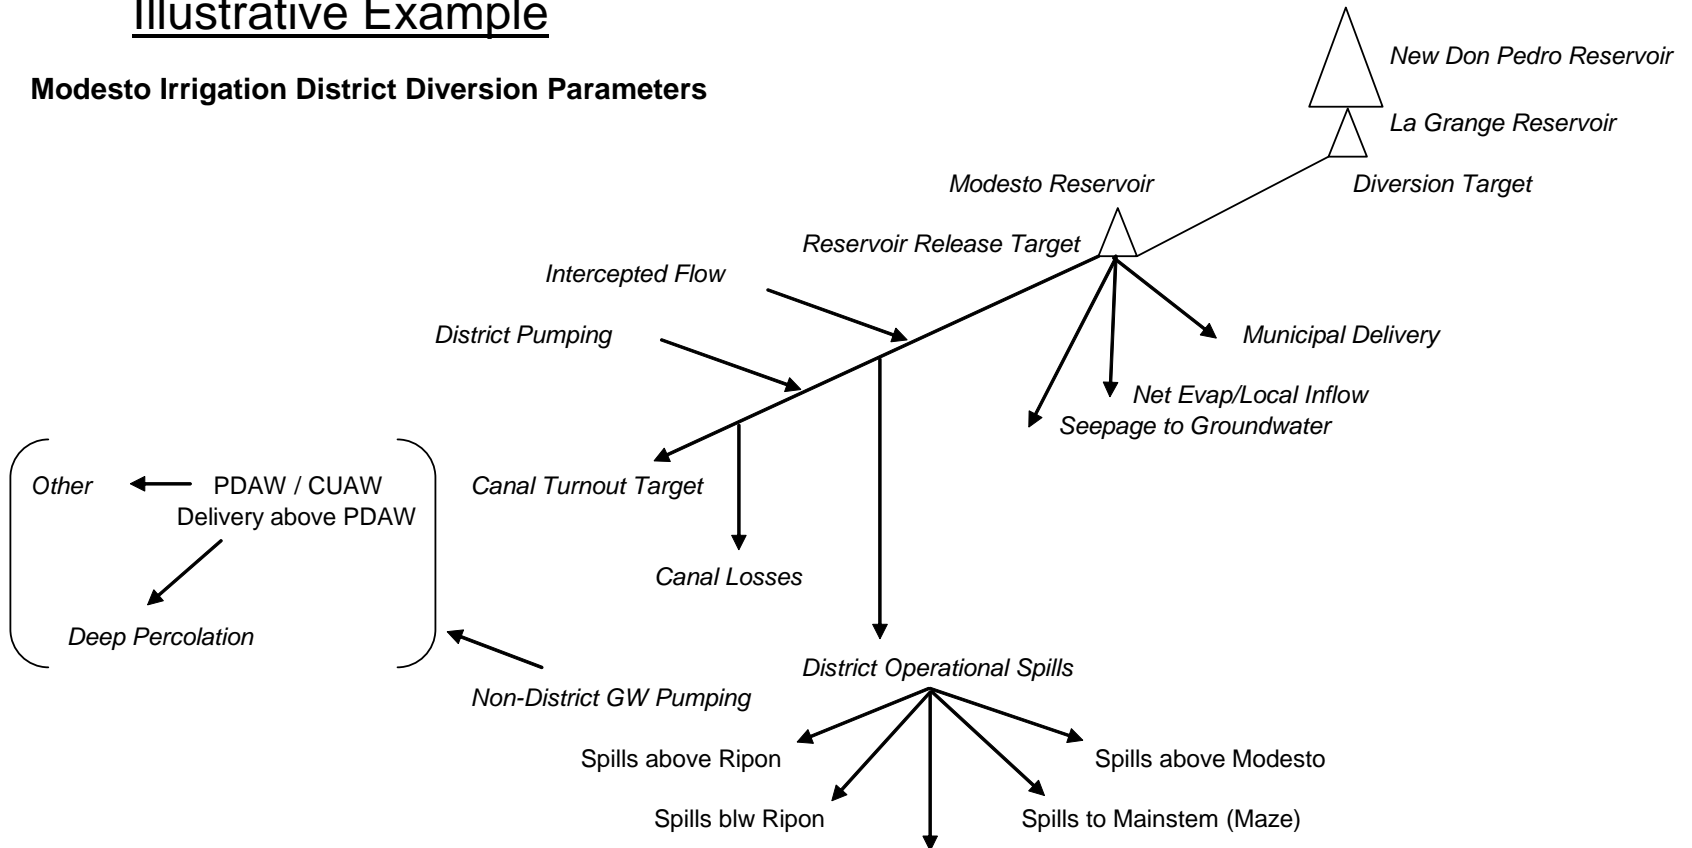 Illustrative Example
Modesto Irrigation District Diversion Parameters
New Don Pedro Reservoir
La Grange Reservoir
Diversion Target
Modesto Reservoir
Reservoir Release Target
Intercepted Flow
District Pumping
Municipal Delivery
Net Evap/Local Inflow
Seepage to Groundwater
Other
PDAW / CUAW
Delivery above PDAW
Canal Turnout Target
Canal Losses
Deep Percolation
Non-District GW Pumping
District Operational Spills
Spills above Ripon
Spills above Modesto
Spills blw Ripon
Spills to Mainstem (Maze)